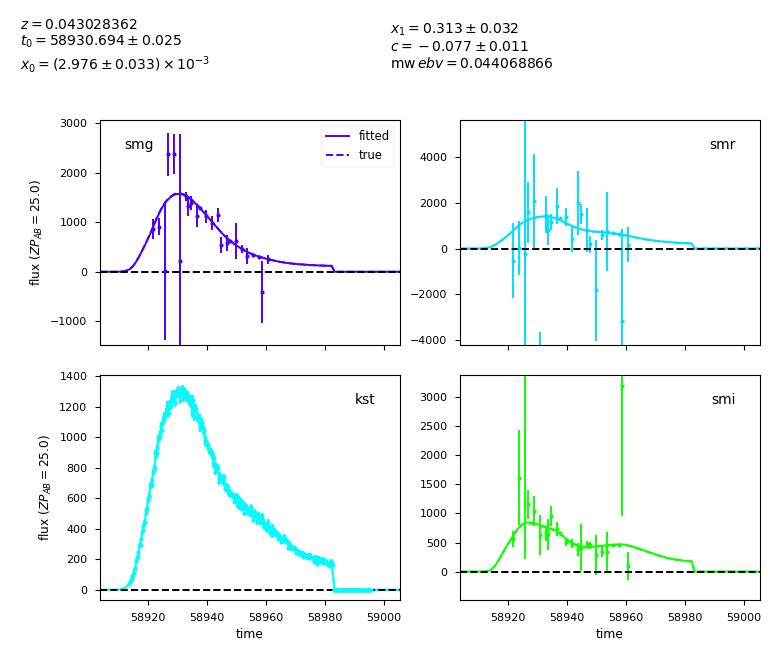 z = 0.043028362
t₀ = 58930.694 ± 0.025
x₀ = (2.976 ± 0.033) × 10⁻³
x₁ = 0.313 ± 0.032
c = −0.077 ± 0.011
mw ebv = 0.044068866
smg
fitted
true
3000
2000
1000
0
−1000
flux (ZP_AB = 25.0)
smr
4000
2000
0
−2000
−4000
kst
1400
1200
1000
800
600
400
200
0
flux (ZP_AB = 25.0)
58920 58940 58960 58980 59000
time
smi
3000
2500
2000
1500
1000
500
0
58920 58940 58960 58980 59000
time